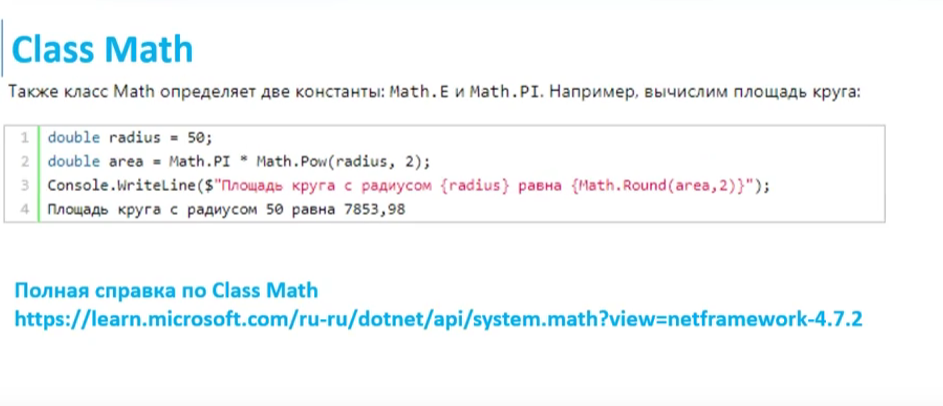 Class Math
Также класс Math определяет две константы: Math.E и Math.PI. Например, вычислим площадь круга:
1 double radius = 50;
2 double area = Math.PI * Math.Pow(radius, 2);
3 Console.WriteLine($"Площадь круга с радиусом {radius} равна {Math.Round(area,2)}");
4 Площадь круга с радиусом 50 равна 7853,98
Полная справка по Class Math
https://learn.microsoft.com/ru-ru/dotnet/api/system.math?view=netframework-4.7.2